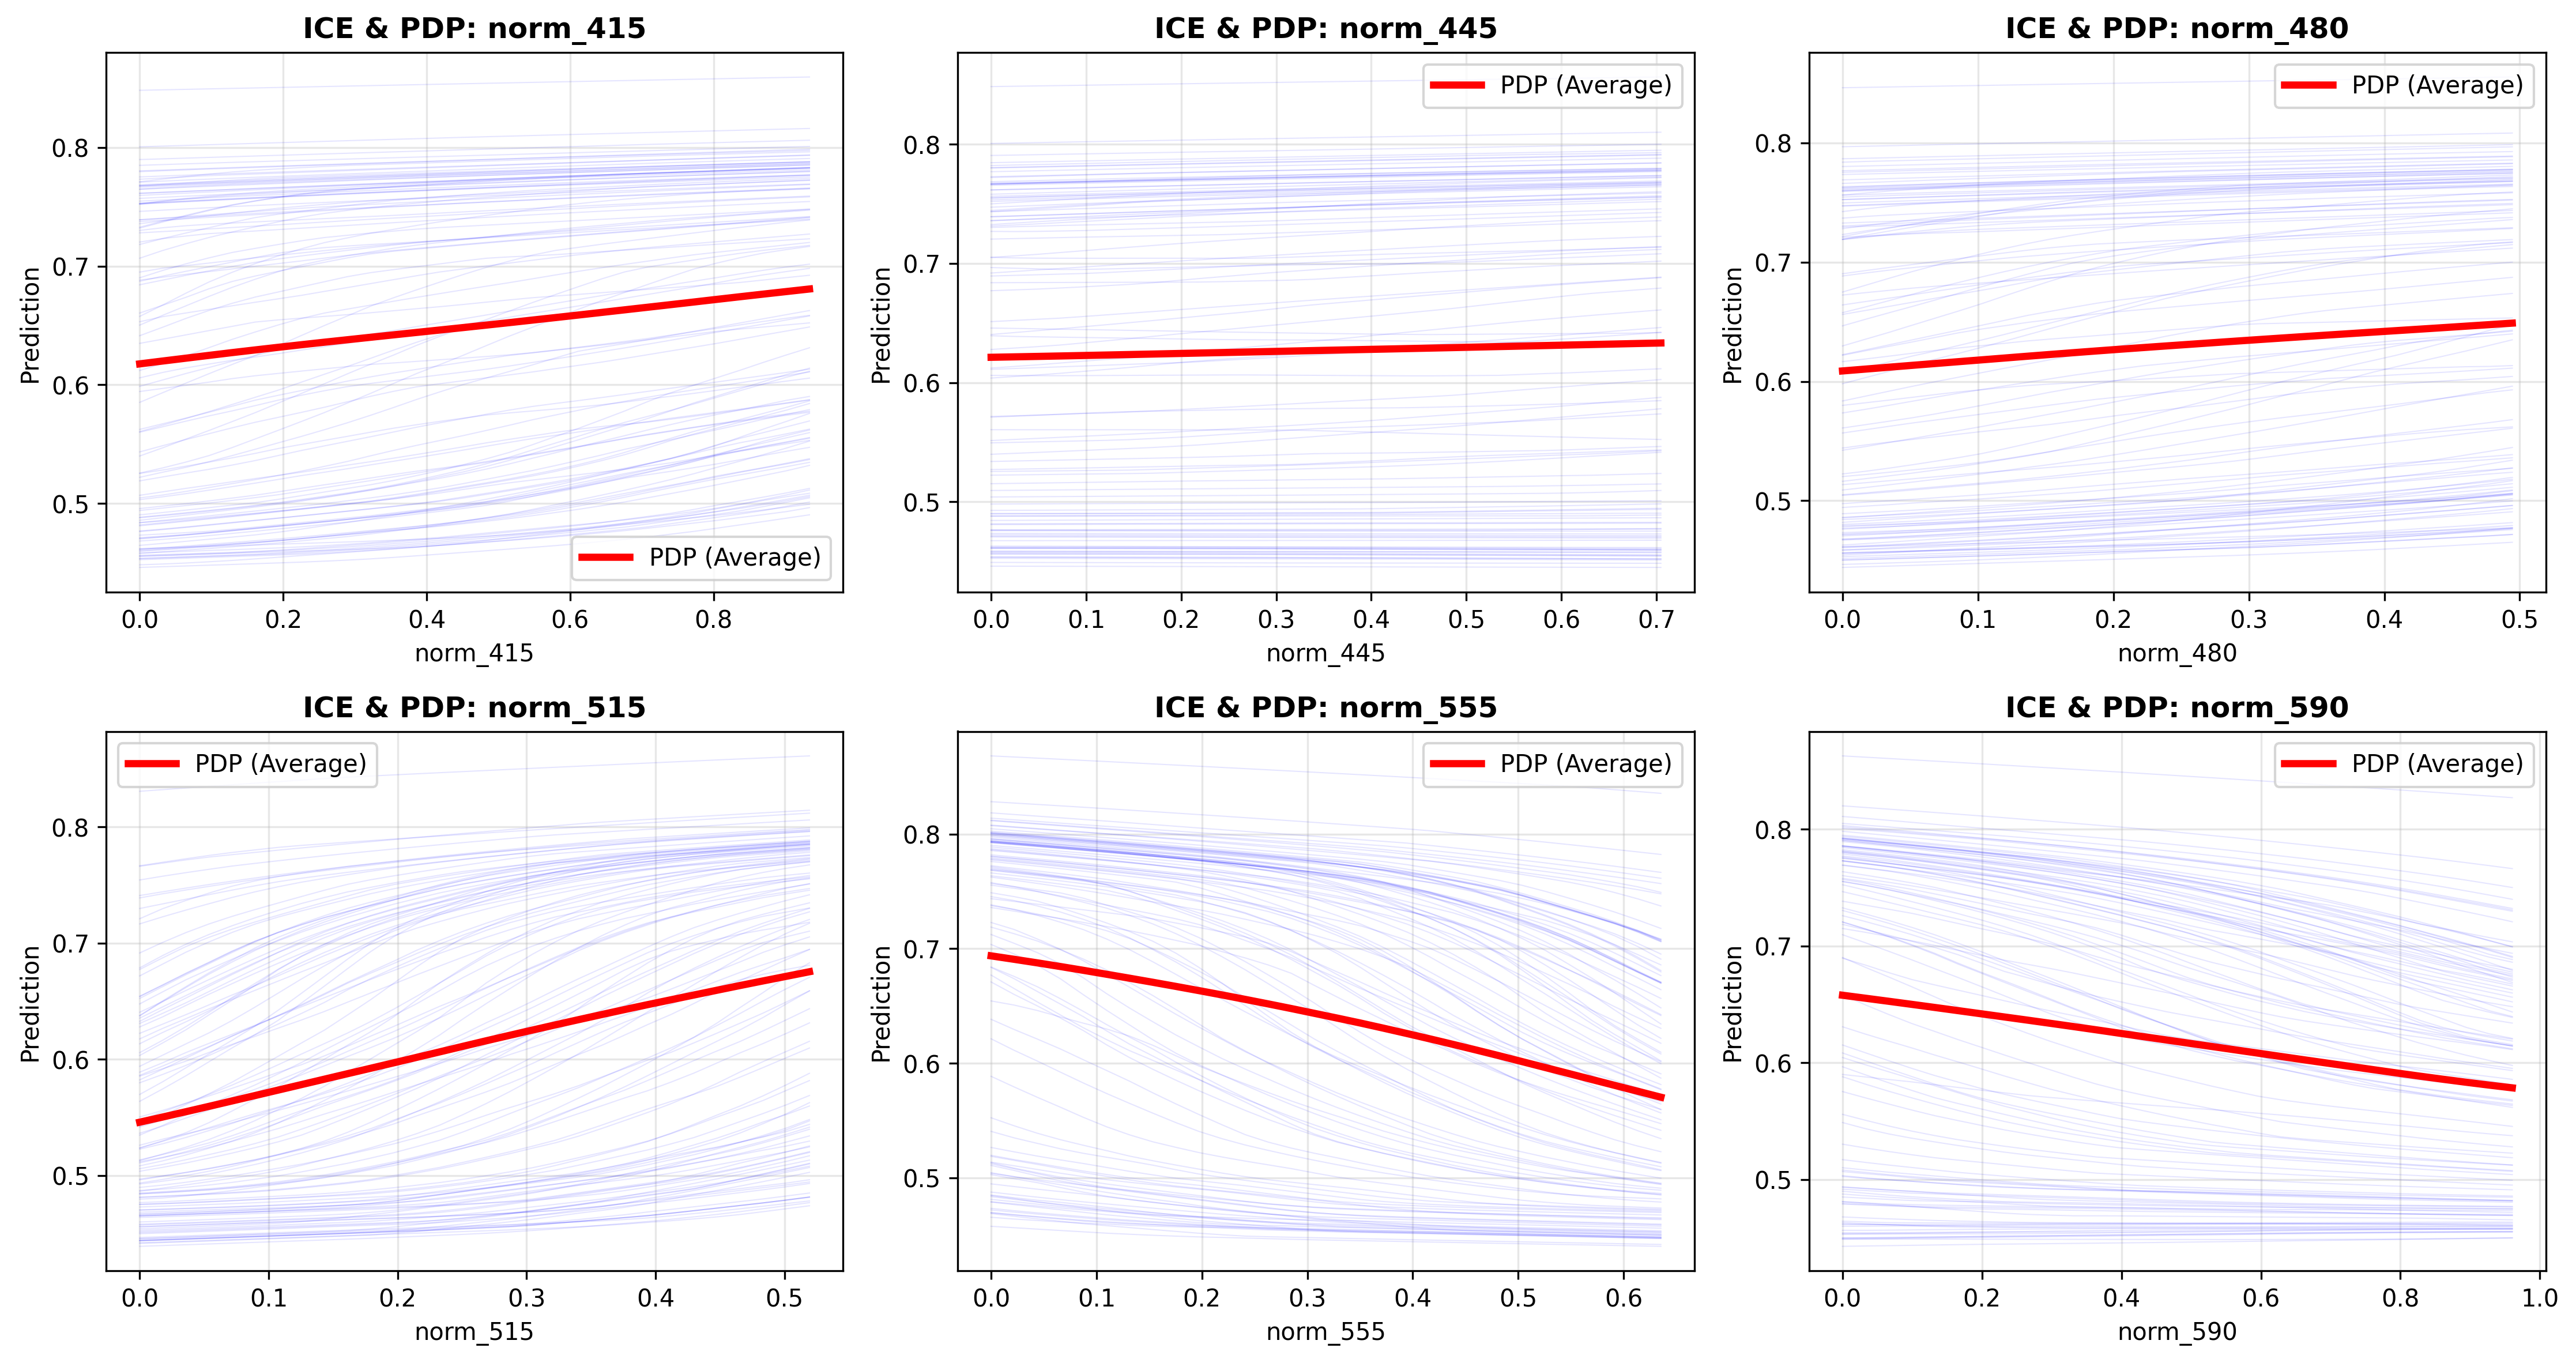 ICE & PDP: norm_415
PDP (Average)
Prediction
0.8
0.7
0.6
0.5
0.0 0.2 0.4 0.6 0.8
norm_415
ICE & PDP: norm_445
PDP (Average)
Prediction
0.8
0.7
0.6
0.5
0.0 0.1 0.2 0.3 0.4 0.5 0.6 0.7
norm_445
ICE & PDP: norm_480
PDP (Average)
Prediction
0.8
0.7
0.6
0.5
0.0 0.1 0.2 0.3 0.4 0.5
norm_480
ICE & PDP: norm_515
PDP (Average)
Prediction
0.8
0.7
0.6
0.5
0.0 0.1 0.2 0.3 0.4 0.5
norm_515
ICE & PDP: norm_555
PDP (Average)
Prediction
0.8
0.7
0.6
0.5
0.0 0.1 0.2 0.3 0.4 0.5 0.6
norm_555
ICE & PDP: norm_590
PDP (Average)
Prediction
0.8
0.7
0.6
0.5
0.0 0.2 0.4 0.6 0.8 1.0
norm_590